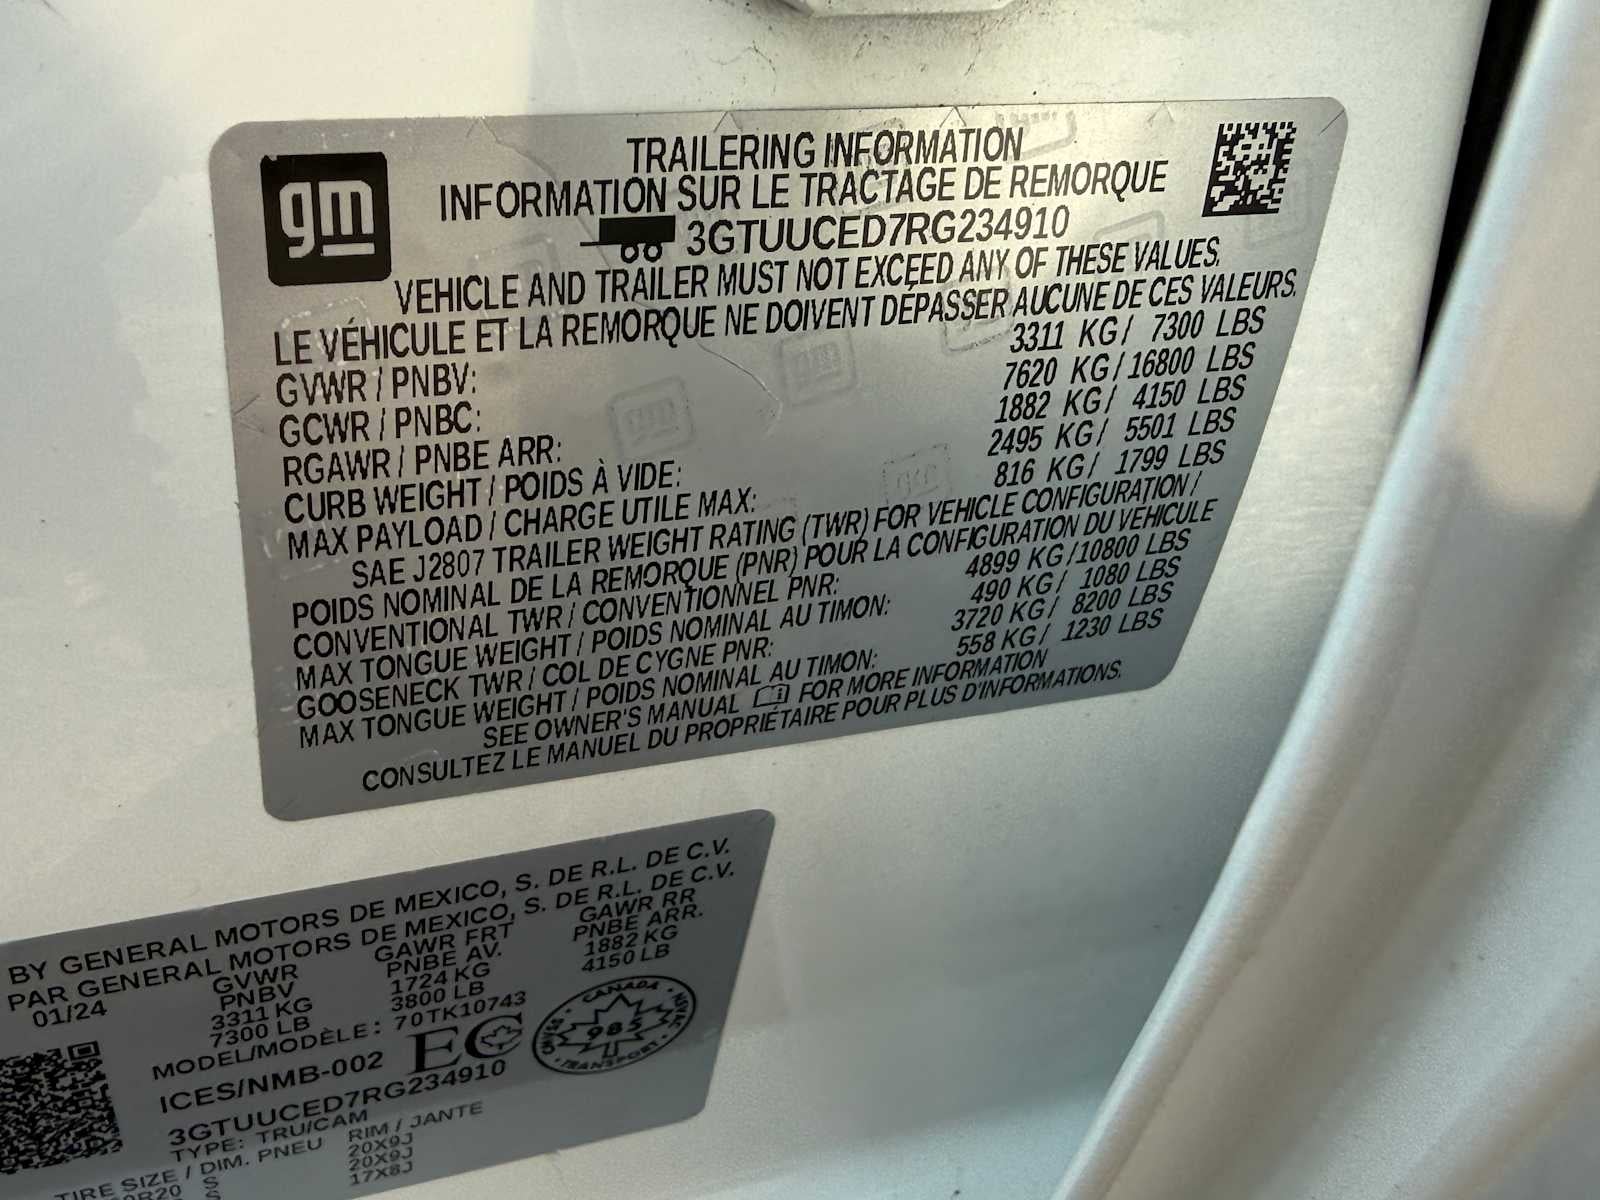 gm
TRAILERING INFORMATION
INFORMATION SUR LE TRACTAGE DE REMORQUE
3GTUUCED7RG234910
VEHICLE AND TRAILER MUST NOT EXCEED ANY OF THESE VALUES.
LE VÉHICULE ET LA REMORQUE NE DOIVENT DÉPASSER AUCUNE DE CES VALEURS.
GVWR / PNBV: 3311 KG/ 7300 LBS
GCWR / PNBC: 7620 KG/16800 LBS
RGAWR / PNBE ARR: 1882 KG/ 4150 LBS
CURB WEIGHT / POIDS À VIDE: 2495 KG/ 5501 LBS
MAX PAYLOAD / CHARGE UTILE MAX: 816 KG/ 1799 LBS
SAE J2807 TRAILER WEIGHT RATING (TWR) FOR VEHICLE CONFIGURATION /
POIDS NOMINAL DE LA REMORQUE (PNR) POUR LA CONFIGURATION DU VÉHICULE
CONVENTIONAL TWR / CONVENTIONNEL PNR: 4899 KG/10800 LBS
MAX TONGUE WEIGHT / POIDS NOMINAL AU TIMON: 490 KG/ 1080 LBS
GOOSENECK TWR / COL DE CYGNE PNR: 3720 KG/ 8200 LBS
MAX TONGUE WEIGHT / POIDS NOMINAL AU TIMON: 558 KG/ 1230 LBS
SEE OWNER'S MANUAL FOR MORE INFORMATION
CONSULTEZ LE MANUEL DU PROPRIÉTAIRE POUR PLUS D'INFORMATIONS.
BY GENERAL MOTORS DE MEXICO, S. DE R.L. DE C.V.
PAR GENERAL MOTORS DE MEXICO, S. DE R.L. DE C.V.
01/24 GVWR GAWR FRT GAWR RR
PNBV PNBE AV. PNBE ARR.
3311 KG 1724 KG 1882 KG
7300 LB 3800 LB 4150 LB
MODEL/MODÈLE: 70TK10743
ICES/NMB-002 EC
CANADA
985
TRANSPORT
CMVSS
NSVAC
3GTUUCED7RG234910
TYPE: TRU/CAM
TIRE SIZE / DIM. PNEU RIM / JANTE
S 20X9J
S 20X9J
17X8J